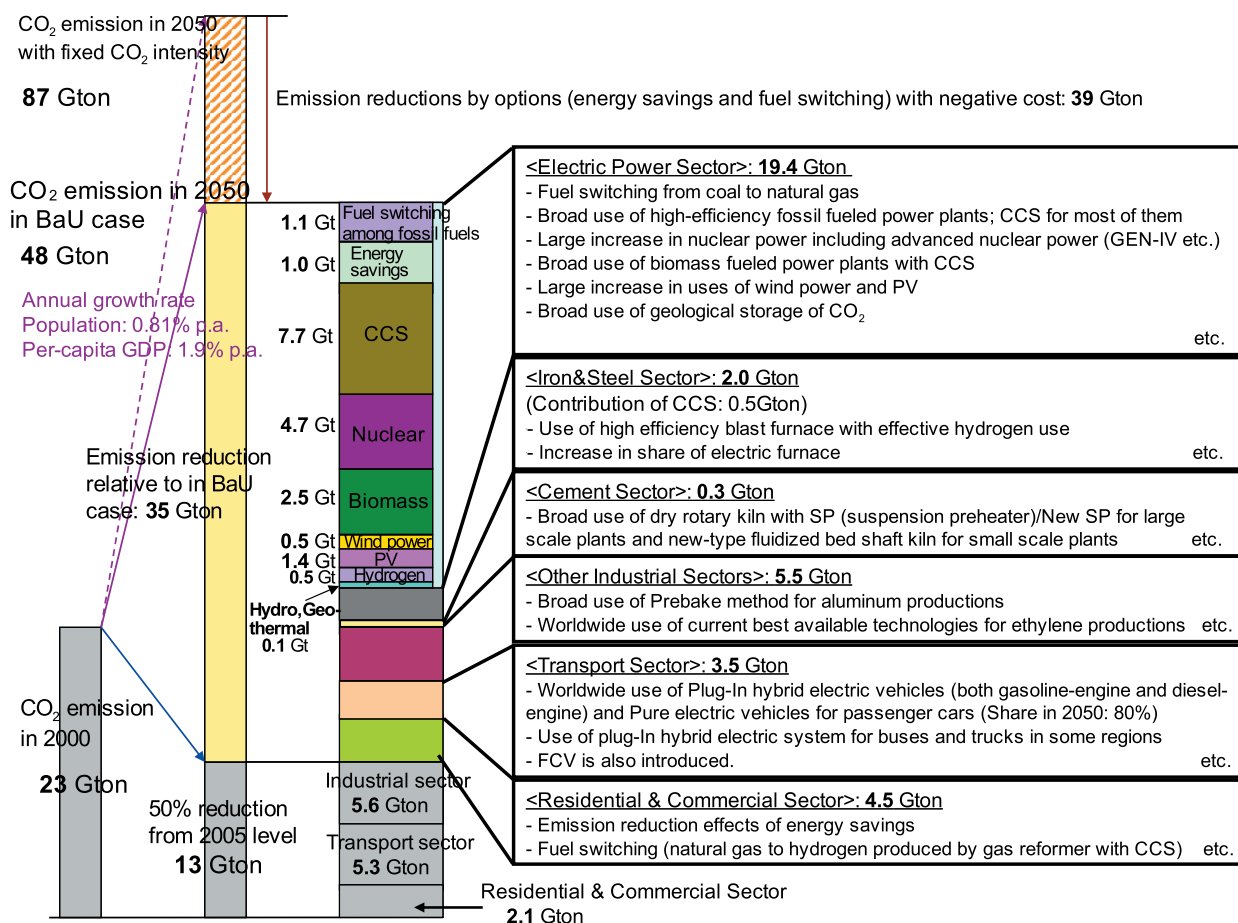 CO₂ emission in 2050
with fixed CO₂ intensity
87 Gton
Emission reductions by options (energy savings and fuel switching) with negative cost: 39 Gton
CO₂ emission in 2050
in BaU case
48 Gton
Annual growth rate
Population: 0.81% p.a.
Per-capita GDP: 1.9% p.a.
Emission reduction
relative to in BaU
case: 35 Gton
CO₂ emission
in 2000
23 Gton
50% reduction
from 2005 level
13 Gton
1.1 Gt
Fuel switching
among fossil fuels
1.0 Gt
Energy
savings
7.7 Gt
CCS
4.7 Gt
Nuclear
2.5 Gt
Biomass
0.5 Gt
Wind power
1.4 Gt
PV
0.5 Gt
Hydrogen
Hydro,Geo-
thermal
0.1 Gt
Industrial sector
5.6 Gton
Transport sector
5.3 Gton
Residential & Commercial Sector
2.1 Gton
<Electric Power Sector>: 19.4 Gton
- Fuel switching from coal to natural gas
- Broad use of high-efficiency fossil fueled power plants; CCS for most of them
- Large increase in nuclear power including advanced nuclear power (GEN-IV etc.)
- Broad use of biomass fueled power plants with CCS
- Large increase in uses of wind power and PV
- Broad use of geological storage of CO₂
etc.
<Iron&Steel Sector>: 2.0 Gton
(Contribution of CCS: 0.5Gton)
- Use of high efficiency blast furnace with effective hydrogen use
- Increase in share of electric furnace etc.
<Cement Sector>: 0.3 Gton
- Broad use of dry rotary kiln with SP (suspension preheater)/New SP for large
scale plants and new-type fluidized bed shaft kiln for small scale plants etc.
<Other Industrial Sectors>: 5.5 Gton
- Broad use of Prebake method for aluminum productions
- Worldwide use of current best available technologies for ethylene productions etc.
<Transport Sector>: 3.5 Gton
- Worldwide use of Plug-In hybrid electric vehicles (both gasoline-engine and diesel-
engine) and Pure electric vehicles for passenger cars (Share in 2050: 80%)
- Use of plug-In hybrid electric system for buses and trucks in some regions
- FCV is also introduced. etc.
<Residential & Commercial Sector>: 4.5 Gton
- Emission reduction effects of energy savings
- Fuel switching (natural gas to hydrogen produced by gas reformer with CCS) etc.